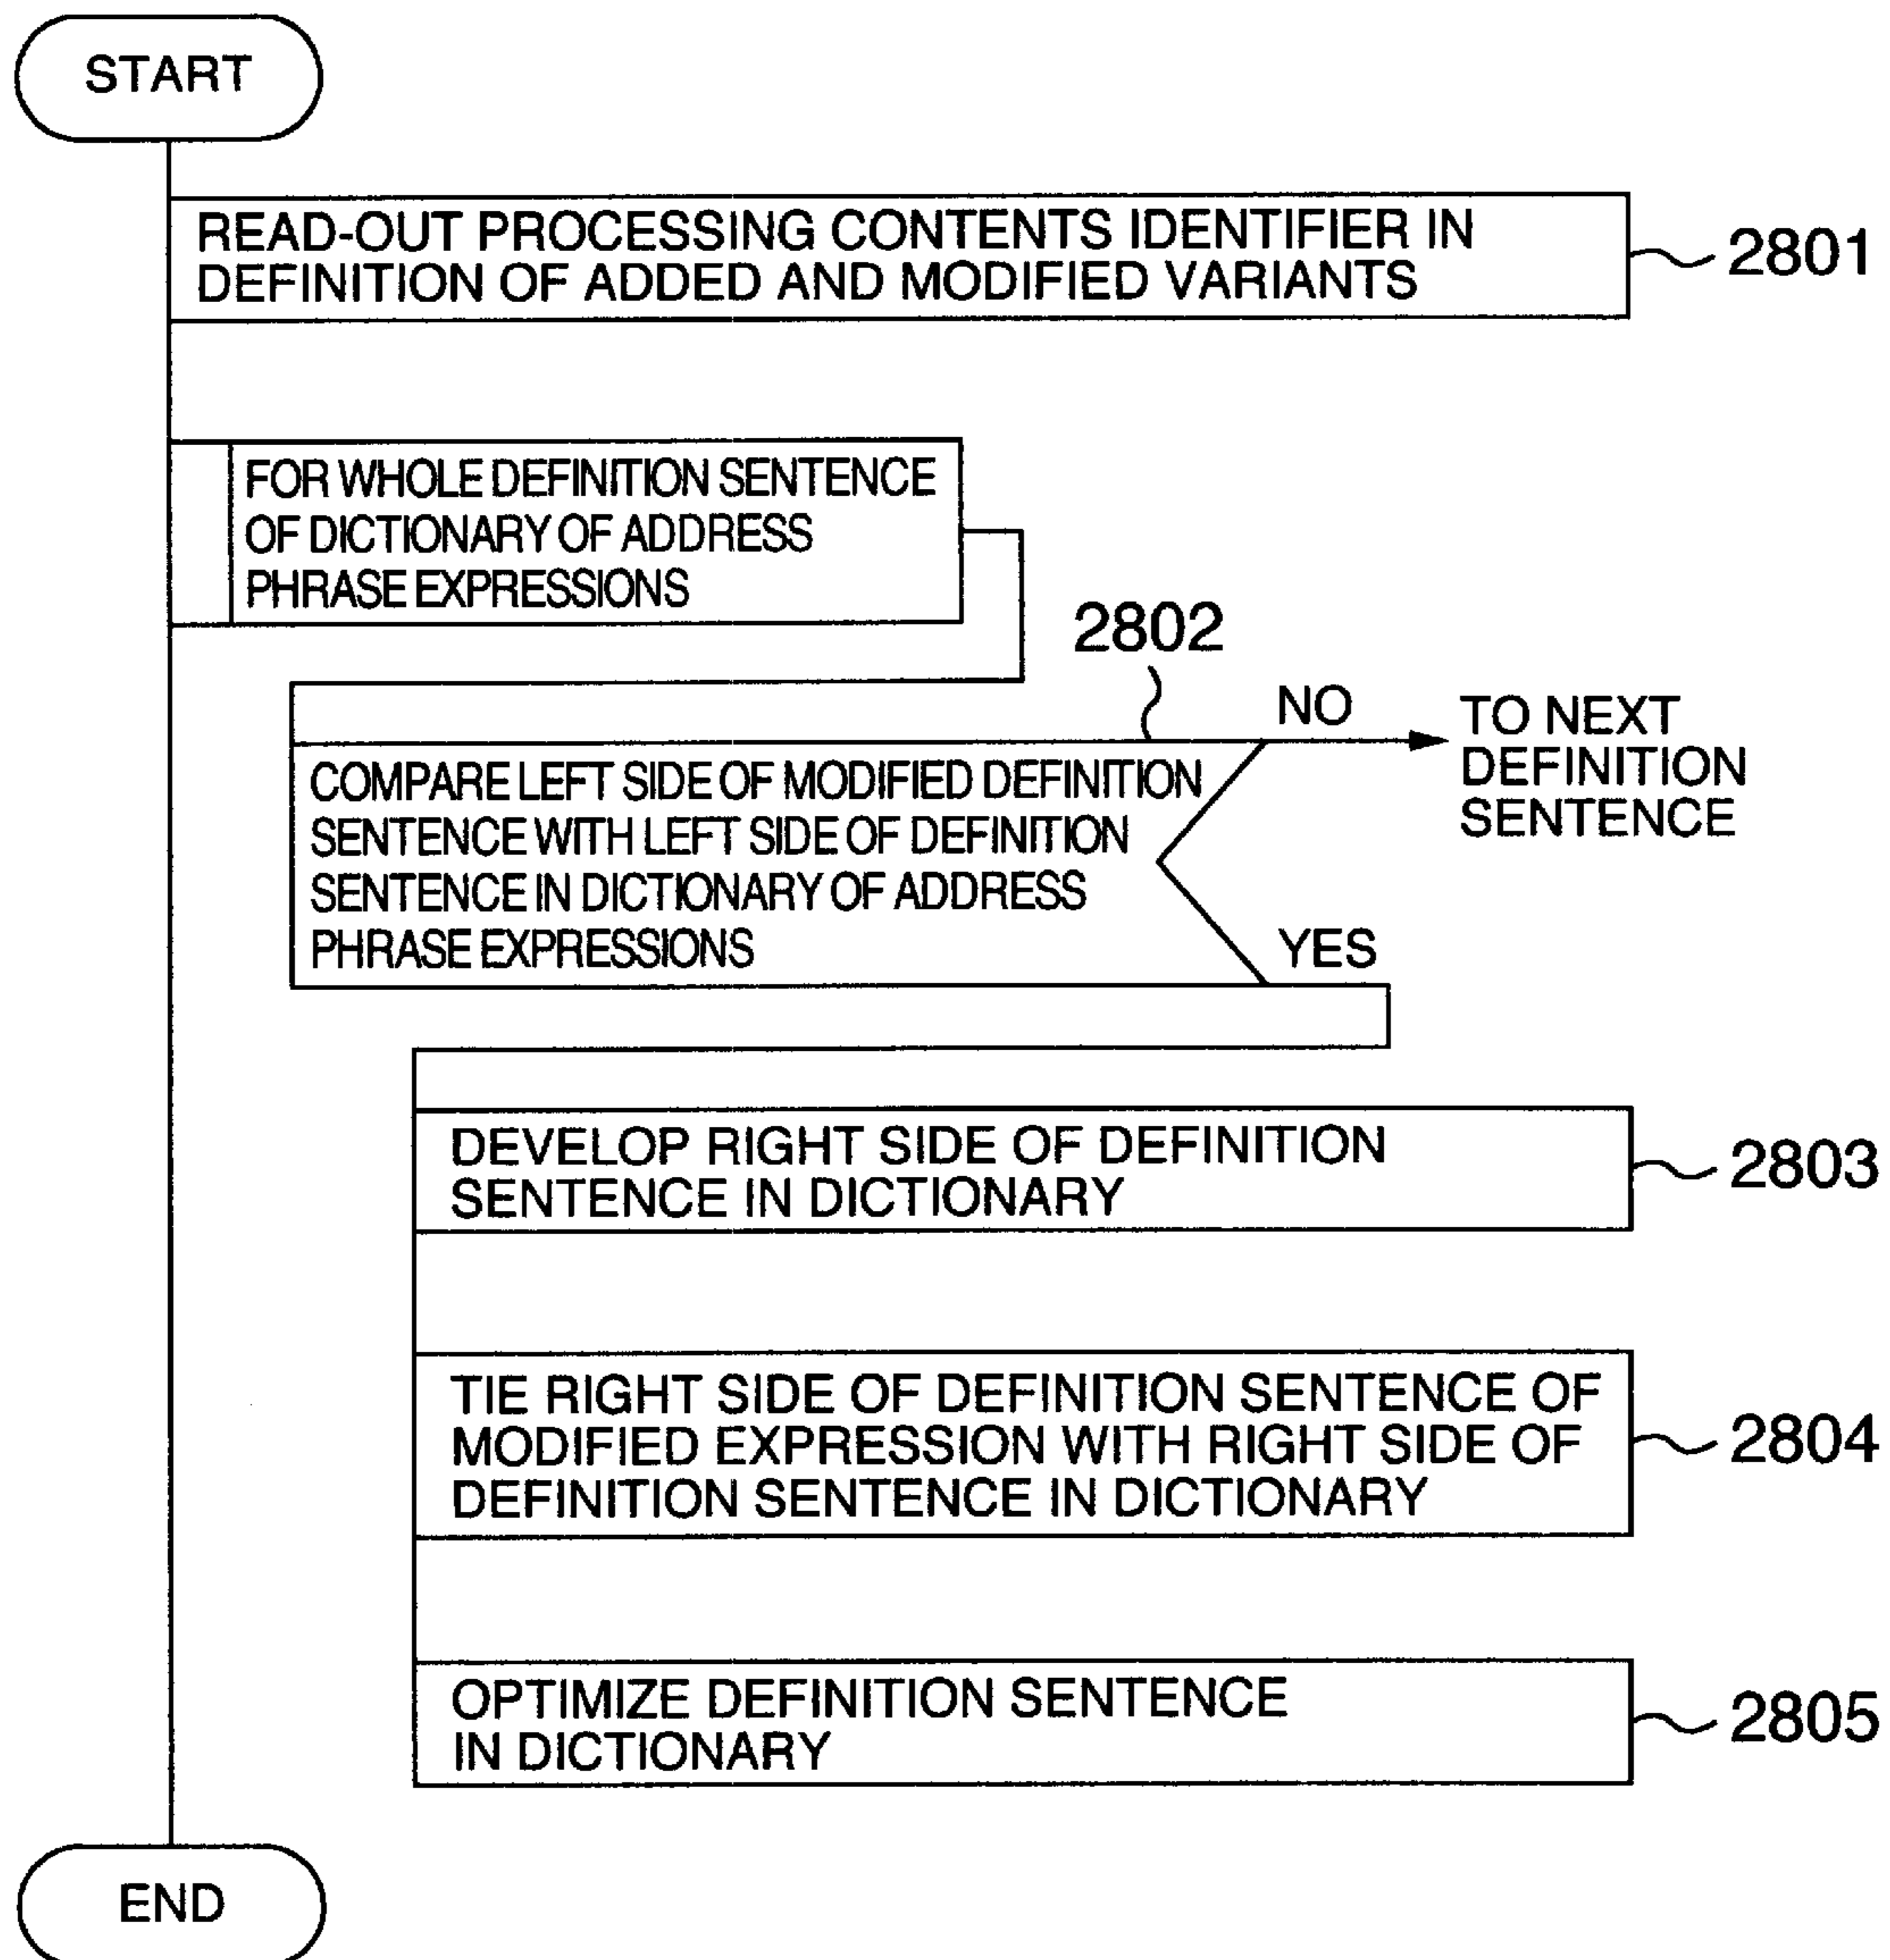 START
READ-OUT PROCESSING CONTENTS IDENTIFIER IN
DEFINITION OF ADDED AND MODIFIED VARIANTS
2801
FOR WHOLE DEFINITION SENTENCE
OF DICTIONARY OF ADDRESS
PHRASE EXPRESSIONS
2802
NO
TO NEXT
DEFINITION
SENTENCE
COMPARE LEFT SIDE OF MODIFIED DEFINITION
SENTENCE WITH LEFT SIDE OF DEFINITION
SENTENCE IN DICTIONARY OF ADDRESS
PHRASE EXPRESSIONS
YES
DEVELOP RIGHT SIDE OF DEFINITION
SENTENCE IN DICTIONARY
2803
TIE RIGHT SIDE OF DEFINITION SENTENCE OF
MODIFIED EXPRESSION WITH RIGHT SIDE OF
DEFINITION SENTENCE IN DICTIONARY
2804
OPTIMIZE DEFINITION SENTENCE
IN DICTIONARY
2805
END